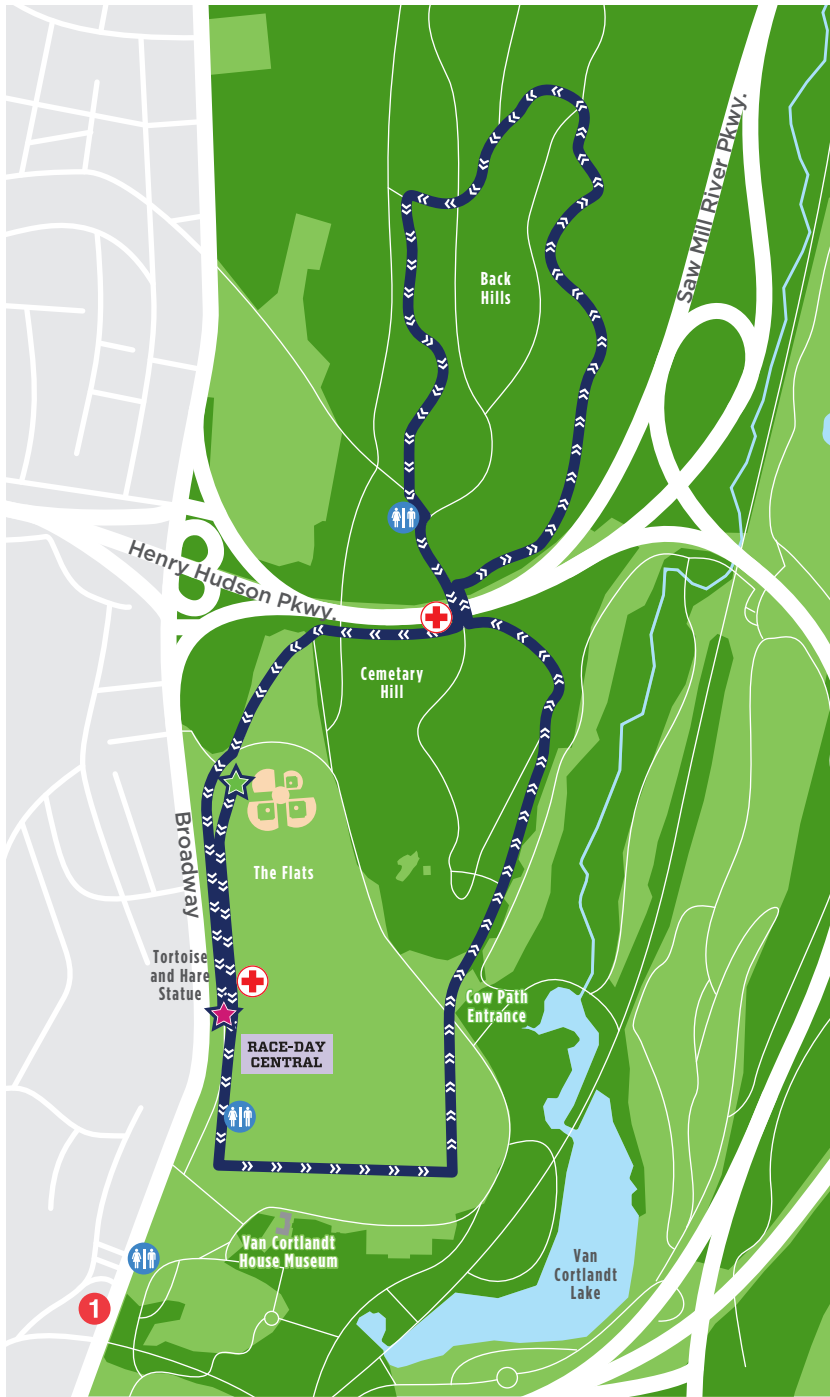 Saw Mill River Pkwy.
Back
Hills
Henry Hudson Pkwy.
Cemetary
Hill
Broadway
The Flats
Tortoise
and Hare
Statue
Cow Path
Entrance
RACE-DAY
CENTRAL
Van Cortlandt
House Museum
Van
Cortlandt
Lake
1